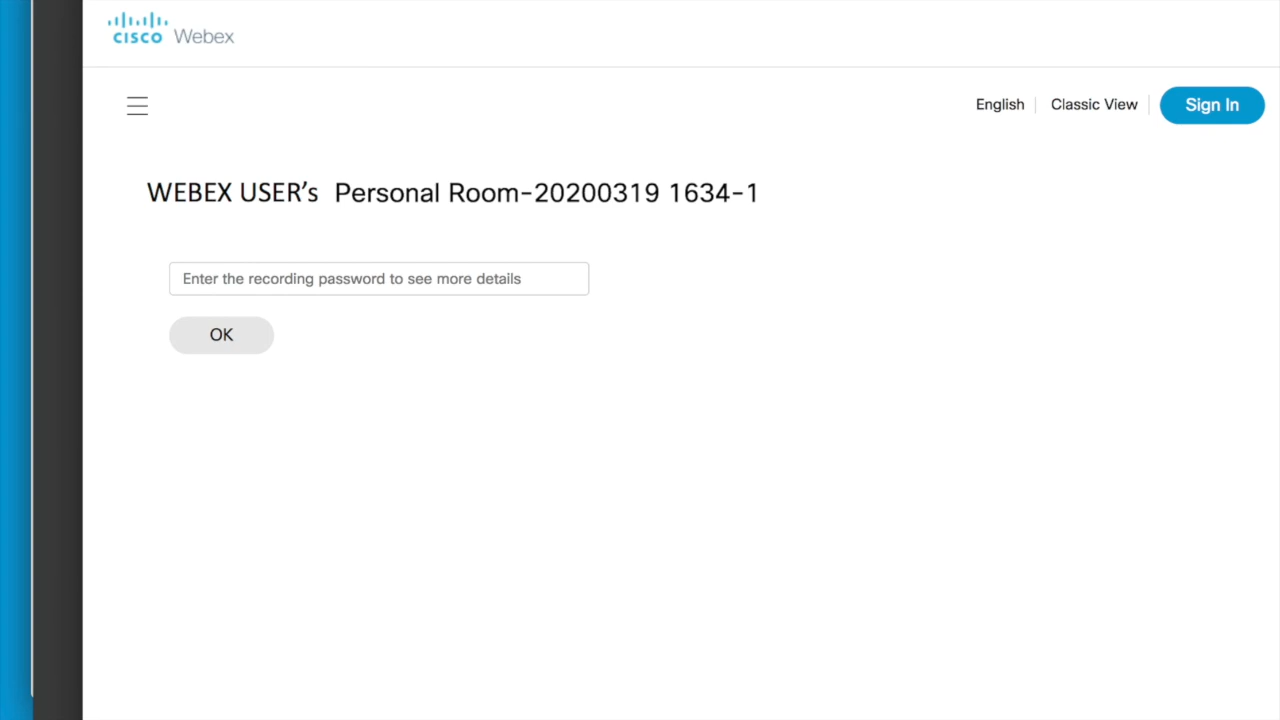 CISCO Webex
English Classic View Sign In
WEBEX USER’s Personal Room-20200319 1634-1
Enter the recording password to see more details
OK